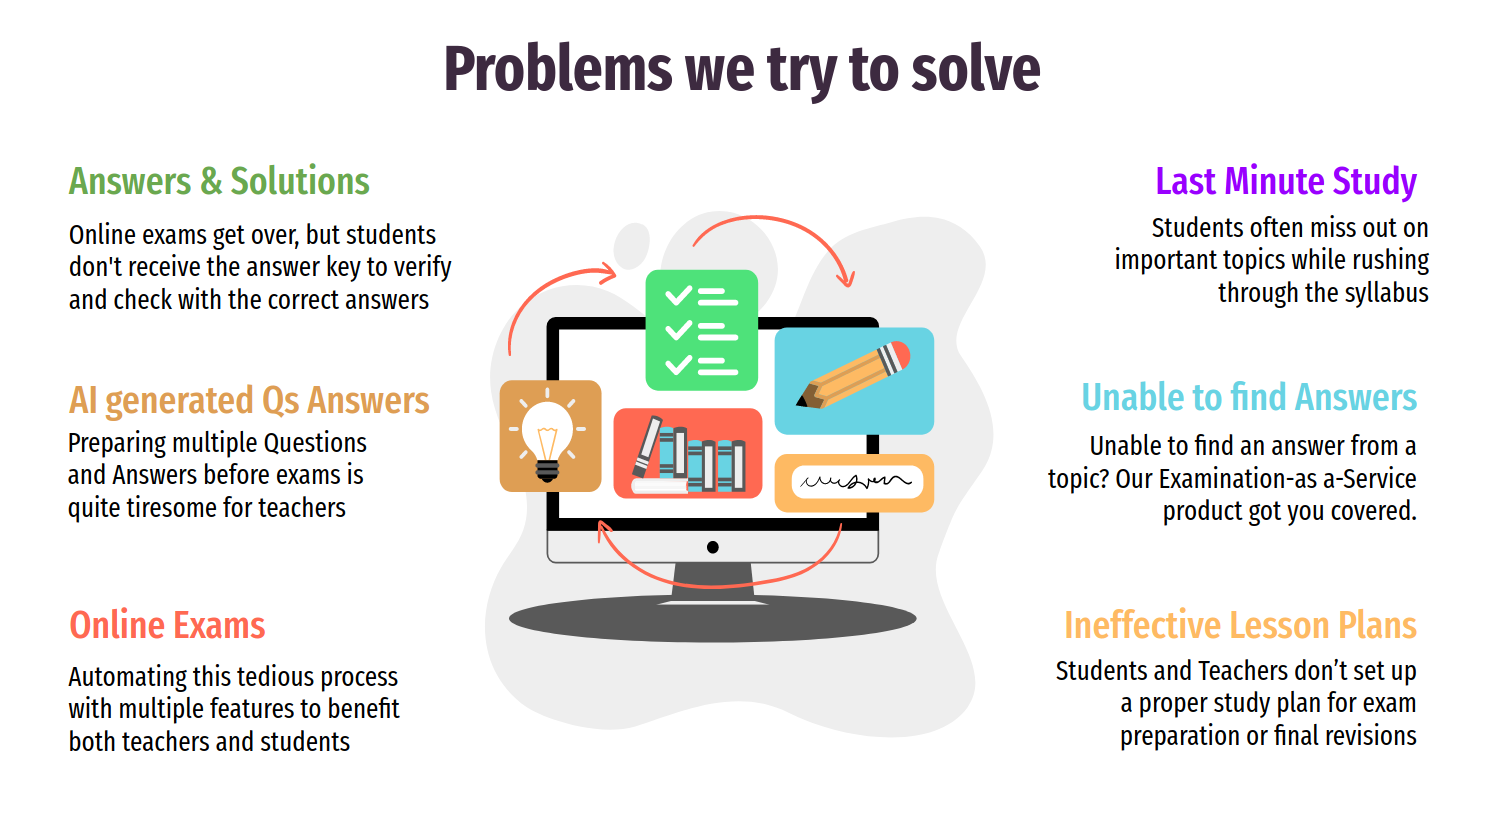 Problems we try to solve
Answers & Solutions
Online exams get over, but students
don't receive the answer key to verify
and check with the correct answers
AI generated Qs Answers
Preparing multiple Questions
and Answers before exams is
quite tiresome for teachers
Online Exams
Automating this tedious process
with multiple features to benefit
both teachers and students
Last Minute Study
Students often miss out on
important topics while rushing
through the syllabus
Unable to find Answers
Unable to find an answer from a
topic? Our Examination-as a-Service
product got you covered.
Ineffective Lesson Plans
Students and Teachers don’t set up
a proper study plan for exam
preparation or final revisions